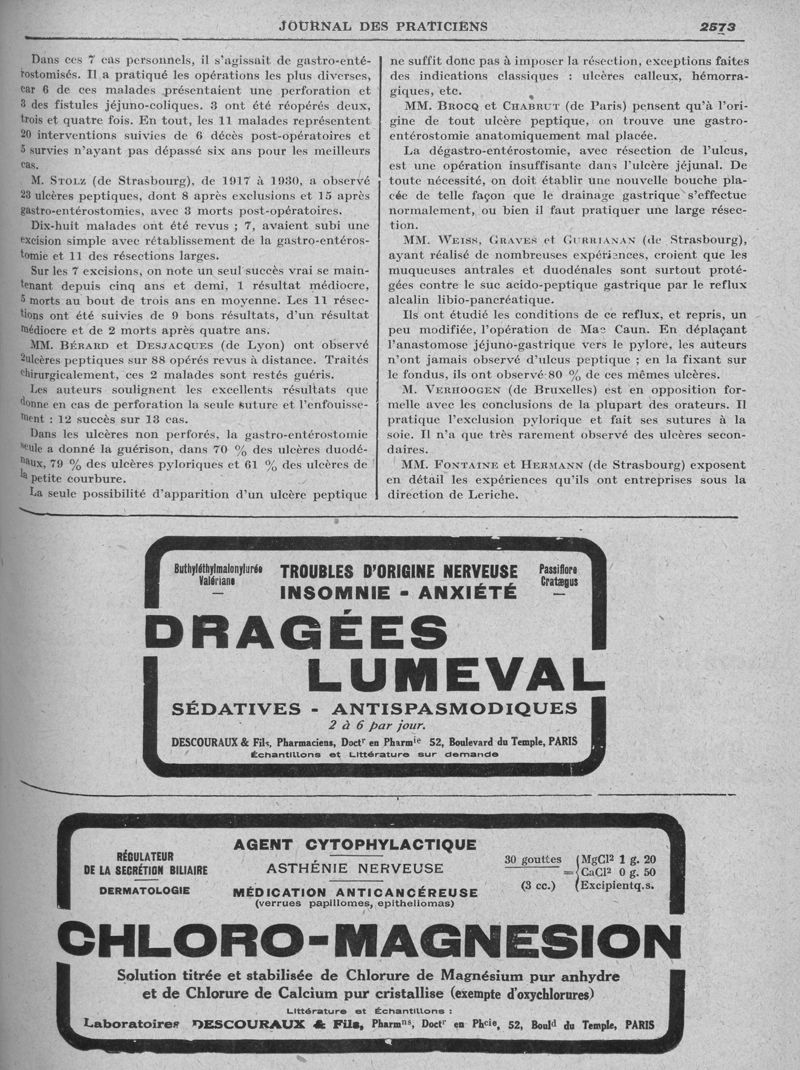 JOURNAL DES PRATICIENS 2573
Dans ces 7 cas personnels, il s'agissait de gastro-enté-
rostomisés. Il a pratiqué les opérations les plus diverses,
car 6 de ces malades présentaient une perforation et
3 des fistules jéjuno-coliques. 3 ont été réopérés deux,
trois et quatre fois. En tout, les 11 malades représentent
20 interventions suivies de 6 décès post-opératoires et
5 survies n'ayant pas dépassé six ans pour les meilleurs
cas.
M. STOLZ (de Strasbourg), de 1917 à 1930, a observé
23 ulcères peptiques, dont 8 après exclusions et 15 après
gastro-entérostomies, avec 3 morts post-opératoires.
Dix-huit malades ont été revus ; 7, avaient subi une
excision simple avec rétablissement de la gastro-entéros-
tomie et 11 des résections larges.
Sur les 7 excisions, on note un seul succès vrai se main-
tenant depuis cinq ans et demi, 1 résultat médiocre,
5 morts au bout de trois ans en moyenne. Les 11 résec-
tions ont été suivies de 9 bons résultats, d'un résultat
médiocre et de 2 morts après quatre ans.
MM. BÉRARD et DESJACQUES (de Lyon) ont observé
2 ulcères peptiques sur 88 opérés revus à distance. Traités
chirurgicalement, ces 2 malades sont restés guéris.
Les auteurs soulignent les excellents résultats que
donne en cas de perforation la seule suture et l'enfouisse-
ment : 12 succès sur 13 cas.
Dans les ulcères non perforés, la gastro-entérostomie
seule a donné la guérison, dans 70 % des ulcères duodé-
naux, 79 % des ulcères pyloriques et 61 % des ulcères de
la petite courbure.
La seule possibilité d'apparition d'un ulcère peptique
ne suffit donc pas à imposer la résection, exceptions faites
des indications classiques : ulcères calleux, hémorra-
giques, etc.
MM. BROCQ et CHABRUT (de Paris) pensent qu'à l'ori-
gine de tout ulcère peptique, on trouve une gastro-
entérostomie anatomiquement mal placée.
La dégastro-entérostomie, avec résection de l'ulcus,
est une opération insuffisante dans l'ulcère jéjunal. De
toute nécessité, on doit établir une nouvelle bouche pla-
cée de telle façon que le drainage gastrique s'effectue
normalement, ou bien il faut pratiquer une large résec-
tion.
MM. WEISS, GRAVES et GURRIANAN (de Strasbourg),
ayant réalisé de nombreuses expériences, croient que les
muqueuses antrales et duodénales sont surtout proté-
gées contre le suc acido-peptique gastrique par le reflux
alcalin libio-pancréatique.
Ils ont étudié les conditions de ce reflux, et repris, un
peu modifiée, l'opération de Mac Caun. En déplaçant
l'anastomose jéjuno-gastrique vers le pylore, les auteurs
n'ont jamais observé d'ulcus peptique ; en la fixant sur
le fondus, ils ont observé 80 % de ces mêmes ulcères.
M. VERHOOGEN (de Bruxelles) est en opposition for-
melle avec les conclusions de la plupart des orateurs. Il
pratique l'exclusion pylorique et fait ses sutures à la
soie. Il n'a que très rarement observé des ulcères secon-
daires.
MM. FONTAINE et HERMANN (de Strasbourg) exposent
en détail les expériences qu'ils ont entreprises sous la
direction de Leriche.
Buthyléthylmalonylurée
Valériane
TROUBLES D'ORIGINE NERVEUSE
INSOMNIE - ANXIÉTÉ
Passiflore
Cratægus
DRAGÉES
LUMEVAL
SÉDATIVES - ANTISPASMODIQUES
2 à 6 par jour.
DESCOURAUX & Fils, Pharmaciens, Doctr en Pharmie 52, Boulevard du Temple, PARIS
Échantillons et Littérature sur demande
RÉGULATEUR
DE LA SECRÉTION BILIAIRE
DERMATOLOGIE
AGENT CYTOPHYLACTIQUE
ASTHÉNIE NERVEUSE
MÉDICATION ANTICANCÉREUSE
(verrues papillomes, epitheliomas)
30 gouttes
(3 cc.)
= { MgCl2 1 g. 20
CaCl2 0 g. 50
Excipient q.s.
CHLORO-MAGNESION
Solution titrée et stabilisée de Chlorure de Magnésium pur anhydre
et de Chlorure de Calcium pur cristallise (exempte d'oxychlorures)
Littérature et Échantillons :
Laboratoires DESCOURAUX & Fils, Pharmns, Doctr en Phcie, 52, Bould du Temple, PARIS